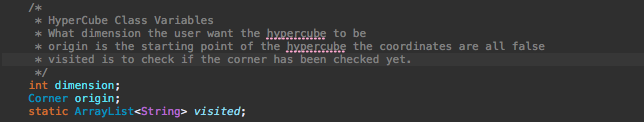 /*
* HyperCube Class Variables
* What dimension the user want the hypercube to be
* origin is the starting point of the hypercube the coordinates are all false
* visited is to check if the corner has been checked yet.
*/
int dimension;
Corner origin;
static ArrayList<String> visited;